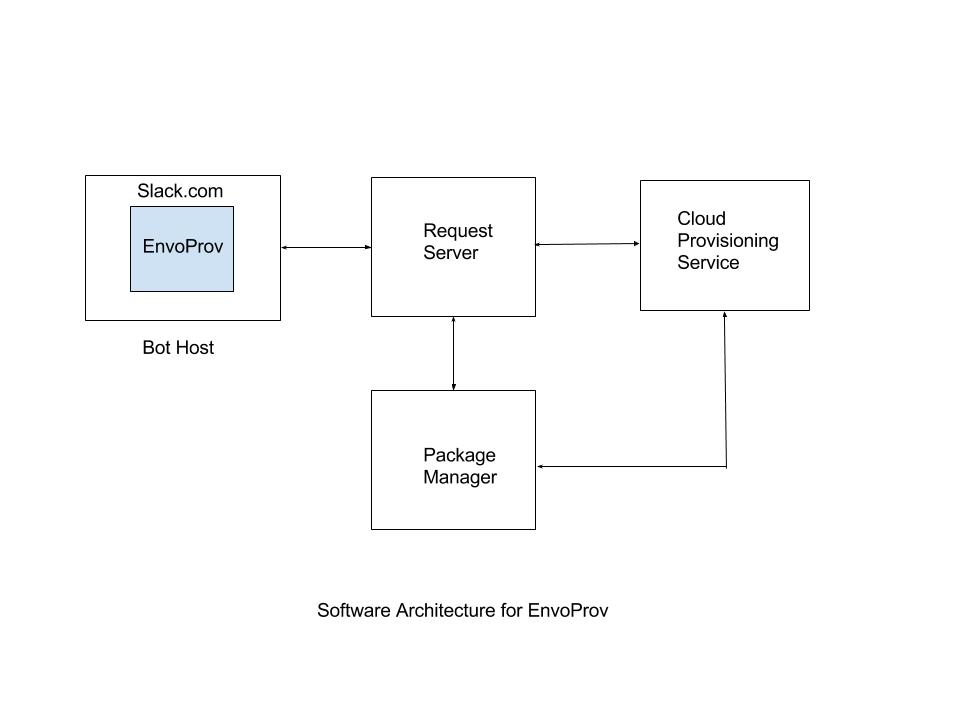 Slack.com
EnvoProv
Bot Host
Request
Server
Cloud
Provisioning
Service
Package
Manager
Software Architecture for EnvoProv